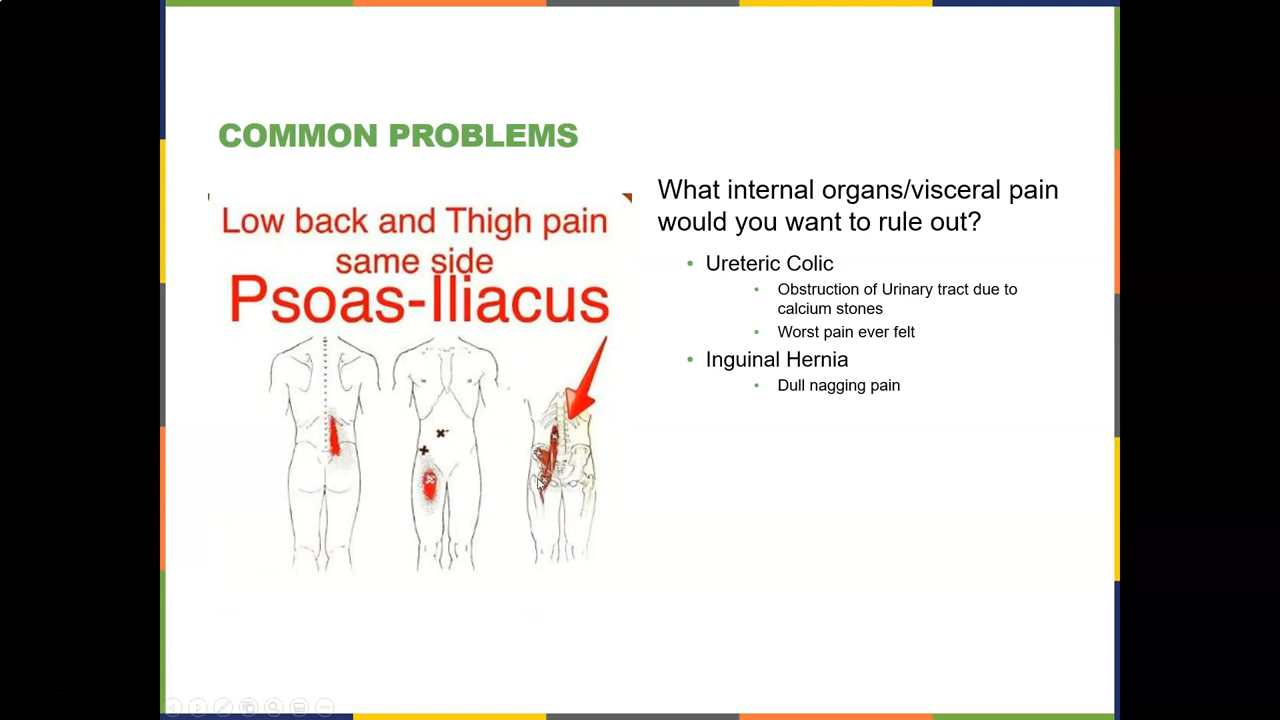 COMMON PROBLEMS
Low back and Thigh pain
same side
Psoas-Iliacus
What internal organs/visceral pain
would you want to rule out?
• Ureteric Colic
• Obstruction of Urinary tract due to
calcium stones
• Worst pain ever felt
• Inguinal Hernia
• Dull nagging pain